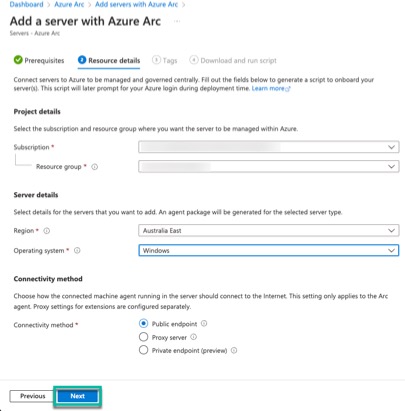 Dashboard > Azure Arc > Add servers with Azure Arc >
Add a server with Azure Arc ...
Servers - Azure Arc
Prerequisites 2 Resource details 3 Tags 4 Download and run script
Connect servers to Azure to be managed and governed centrally. Fill out the fields below to generate a script to onboard your
server(s). This script will later prompt for your Azure login during deployment time. Learn more
Project details
Select the subscription and resource group where you want the server to be managed within Azure.
Subscription *
Resource group *
Server details
Select details for the servers that you want to add. An agent package will be generated for the selected server type.
Region * Australia East
Operating system * Windows
Connectivity method
Choose how the connected machine agent running in the server should connect to the Internet. This setting only applies to the Arc
agent. Proxy settings for extensions are configured separately.
Connectivity method * Public endpoint
Proxy server
Private endpoint (preview)
Previous Next